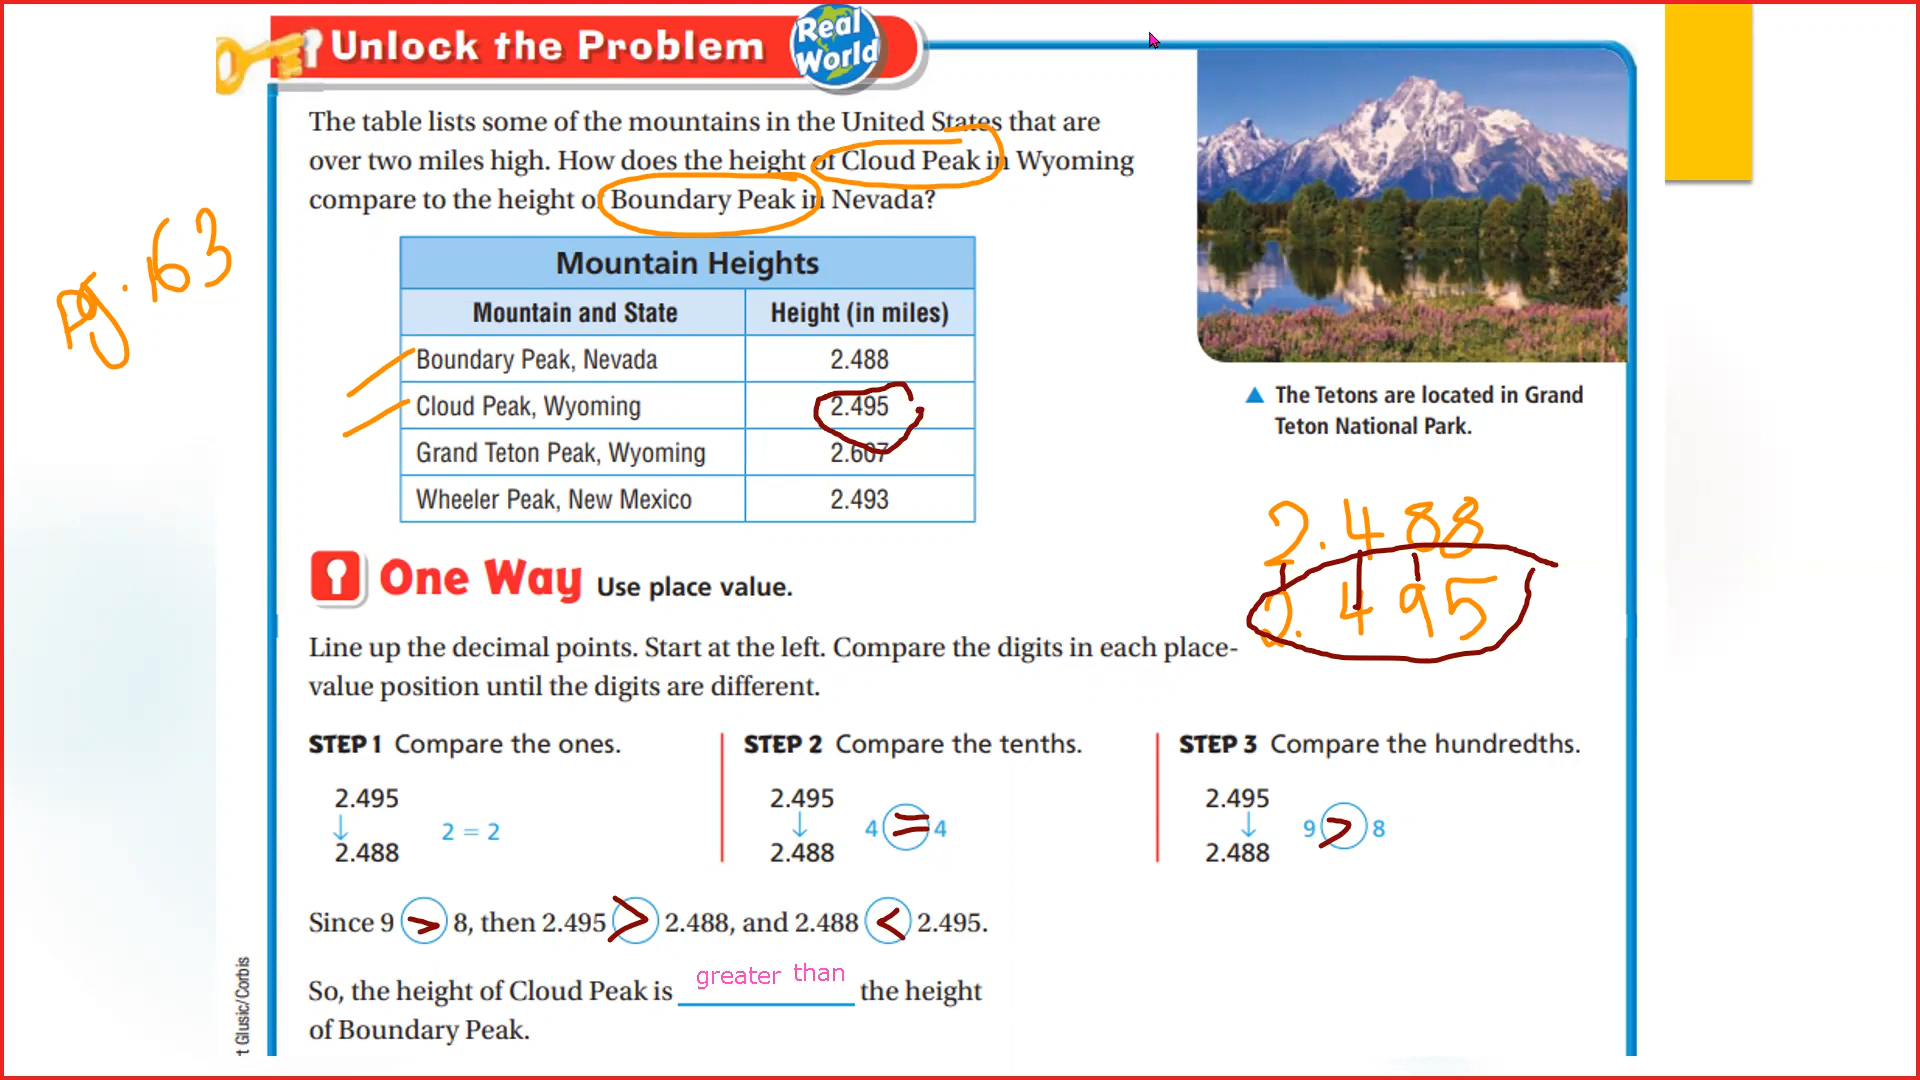 Unlock the Problem
Real
World
The table lists some of the mountains in the United States that are
over two miles high. How does the height of Cloud Peak in Wyoming
compare to the height of Boundary Peak in Nevada?
pg. 163
Mountain Heights
Mountain and State Height (in miles)
Boundary Peak, Nevada 2.488
Cloud Peak, Wyoming 2.495
Grand Teton Peak, Wyoming 2.607
Wheeler Peak, New Mexico 2.493
▲ The Tetons are located in Grand
Teton National Park.
2.488
2.495
One Way Use place value.
Line up the decimal points. Start at the left. Compare the digits in each place-
value position until the digits are different.
STEP 1 Compare the ones.
2.495
↓ 2 = 2
2.488
STEP 2 Compare the tenths.
2.495
↓ 4 = 4
2.488
STEP 3 Compare the hundredths.
2.495
↓ 9 > 8
2.488
Since 9 > 8, then 2.495 > 2.488, and 2.488 < 2.495.
So, the height of Cloud Peak is greater than the height
of Boundary Peak.
Glusic/Corbis